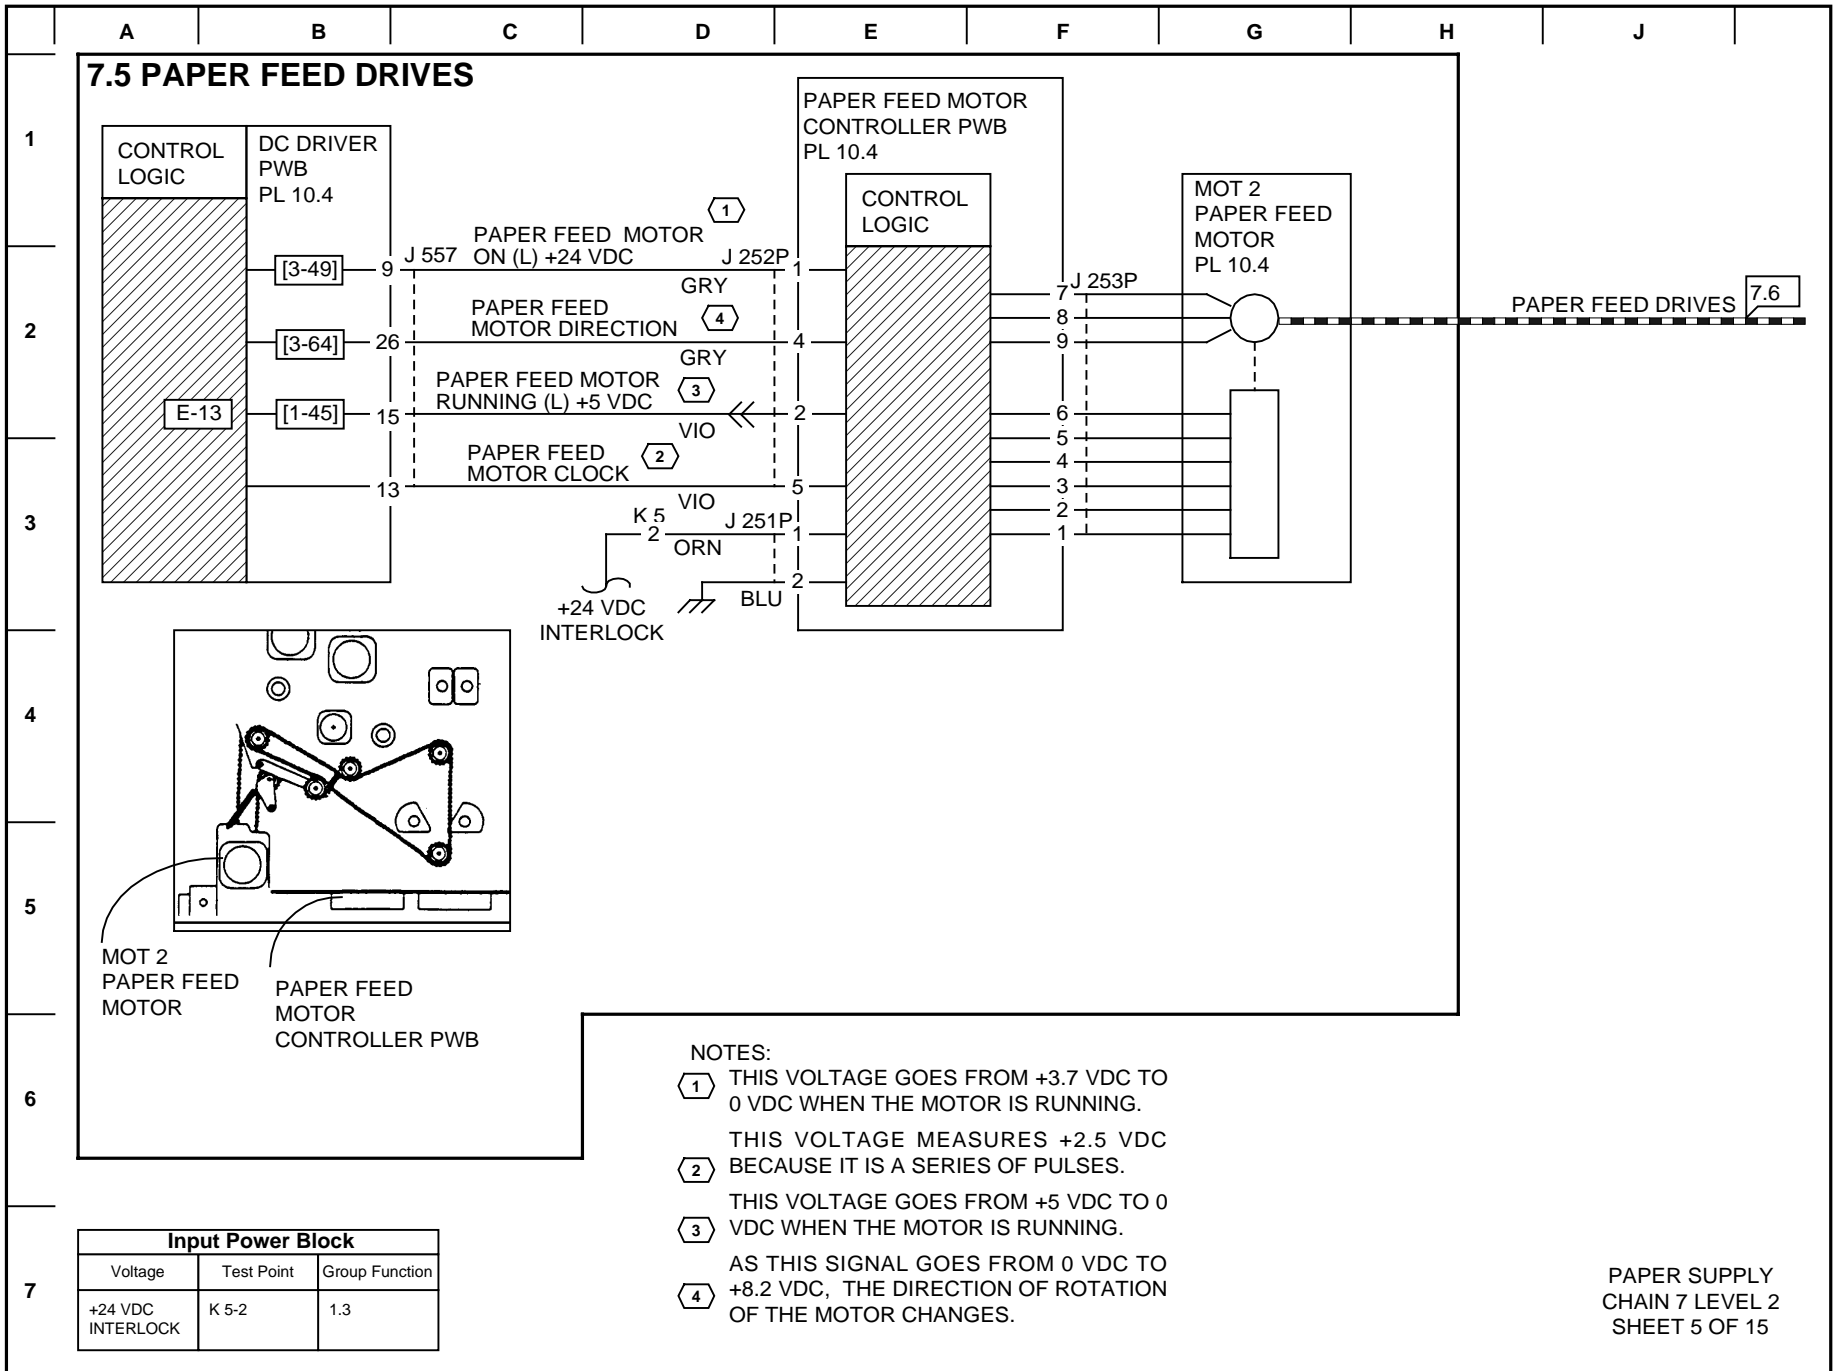 A B C D E F G H J
7.5 PAPER FEED DRIVES
1
2
3
4
5
6
7
CONTROL
LOGIC
DC DRIVER
PWB
PL 10.4
[3-49]
9
J 557
PAPER FEED MOTOR
ON (L) +24 VDC
1
J 252P
1
GRY
[3-64]
26
PAPER FEED
MOTOR DIRECTION
4
4
GRY
E-13
[1-45]
15
PAPER FEED MOTOR
RUNNING (L) +5 VDC
3
2
VIO
13
PAPER FEED
MOTOR CLOCK
2
5
VIO
K 5
2
J 251P
1
ORN
2
BLU
+24 VDC
INTERLOCK
PAPER FEED MOTOR
CONTROLLER PWB
PL 10.4
CONTROL
LOGIC
J 253P
7
8
9
6
5
4
3
2
1
MOT 2
PAPER FEED
MOTOR
PL 10.4
PAPER FEED DRIVES
7.6
MOT 2
PAPER FEED
MOTOR
PAPER FEED
MOTOR
CONTROLLER PWB
NOTES:
1 THIS VOLTAGE GOES FROM +3.7 VDC TO
0 VDC WHEN THE MOTOR IS RUNNING.
THIS VOLTAGE MEASURES +2.5 VDC
2 BECAUSE IT IS A SERIES OF PULSES.
THIS VOLTAGE GOES FROM +5 VDC TO 0
3 VDC WHEN THE MOTOR IS RUNNING.
AS THIS SIGNAL GOES FROM 0 VDC TO
4 +8.2 VDC, THE DIRECTION OF ROTATION
OF THE MOTOR CHANGES.
Input Power Block
Voltage Test Point Group Function
+24 VDC K 5-2 1.3
INTERLOCK
PAPER SUPPLY
CHAIN 7 LEVEL 2
SHEET 5 OF 15